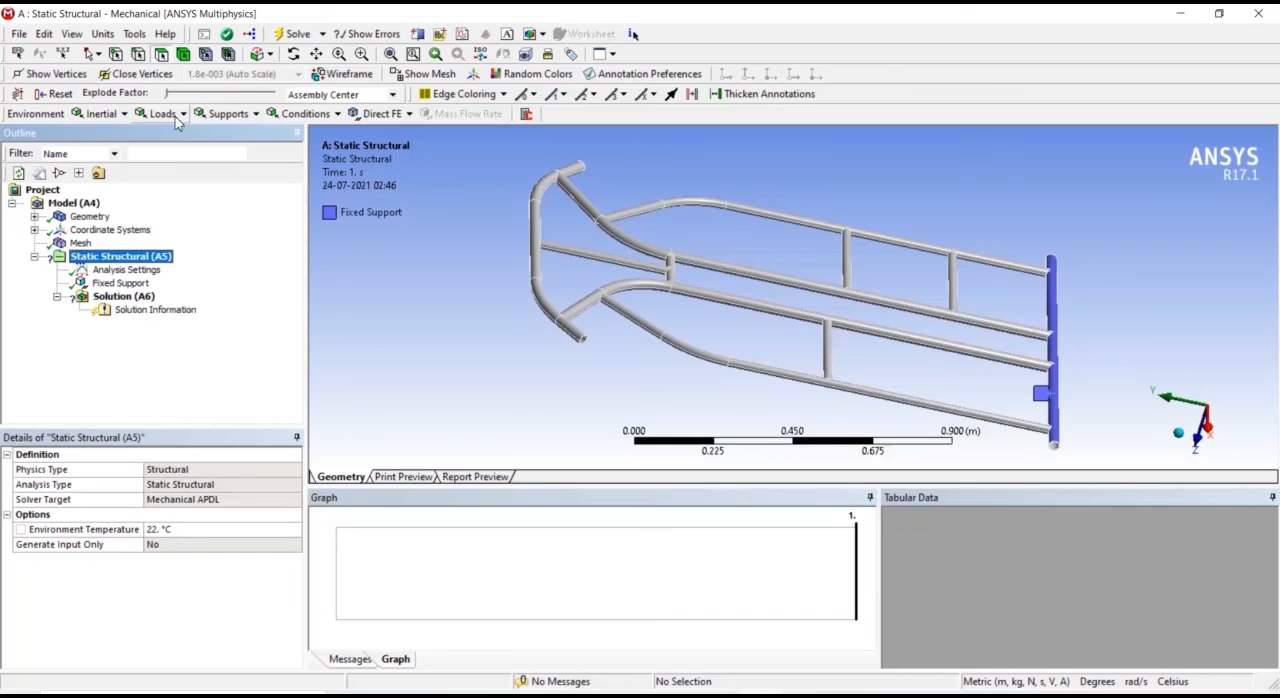 A : Static Structural - Mechanical [ANSYS Multiphysics]
File Edit View Units Tools Help Solve ?/ Show Errors Worksheet
Show Vertices Close Vertices 1.8e-003 (Auto Scale) Wireframe Show Mesh Random Colors Annotation Preferences
Reset Explode Factor: Assembly Center Edge Coloring Thicken Annotations
Environment Inertial Loads Supports Conditions Direct FE Mass Flow Rate
Outline
Filter: Name
Project
Model (A4)
Geometry
Coordinate Systems
Mesh
Static Structural (A5)
Analysis Settings
Fixed Support
Solution (A6)
Solution Information
Details of "Static Structural (A5)"
Definition
Physics Type Structural
Analysis Type Static Structural
Solver Target Mechanical APDL
Options
Environment Temperature 22. °C
Generate Input Only No
A: Static Structural
Static Structural
Time: 1. s
24-07-2021 02:46
Fixed Support
ANSYS
R17.1
0.000 0.450 0.900 (m)
0.225 0.675
Y
X
Z
Geometry Print Preview Report Preview
Graph
1.
Messages Graph
Tabular Data
No Messages No Selection Metric (m, kg, N, s, V, A) Degrees rad/s Celsius